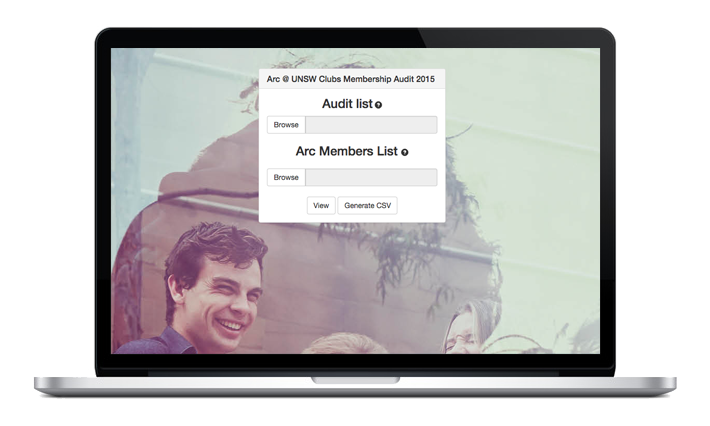 Arc @ UNSW Clubs Membership Audit 2015
Audit list ?
Browse
Arc Members List ?
Browse
View Generate CSV